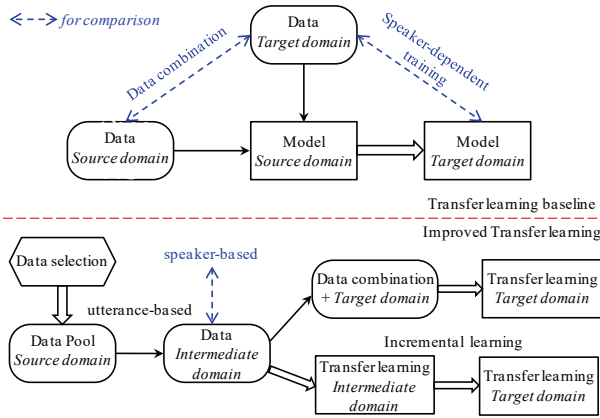 for comparison
Data
Target domain
Data combination
Speaker-dependent
training
Data
Source domain
Model
Source domain
Model
Target domain
Transfer learning baseline
Improved Transfer learning
Data selection
speaker-based
utterance-based
Data combination
+ Target domain
Transfer learning
Target domain
Data Pool
Source domain
Data
Intermediate
domain
Incremental learning
Transfer learning
Intermediate
domain
Transfer learning
Target domain